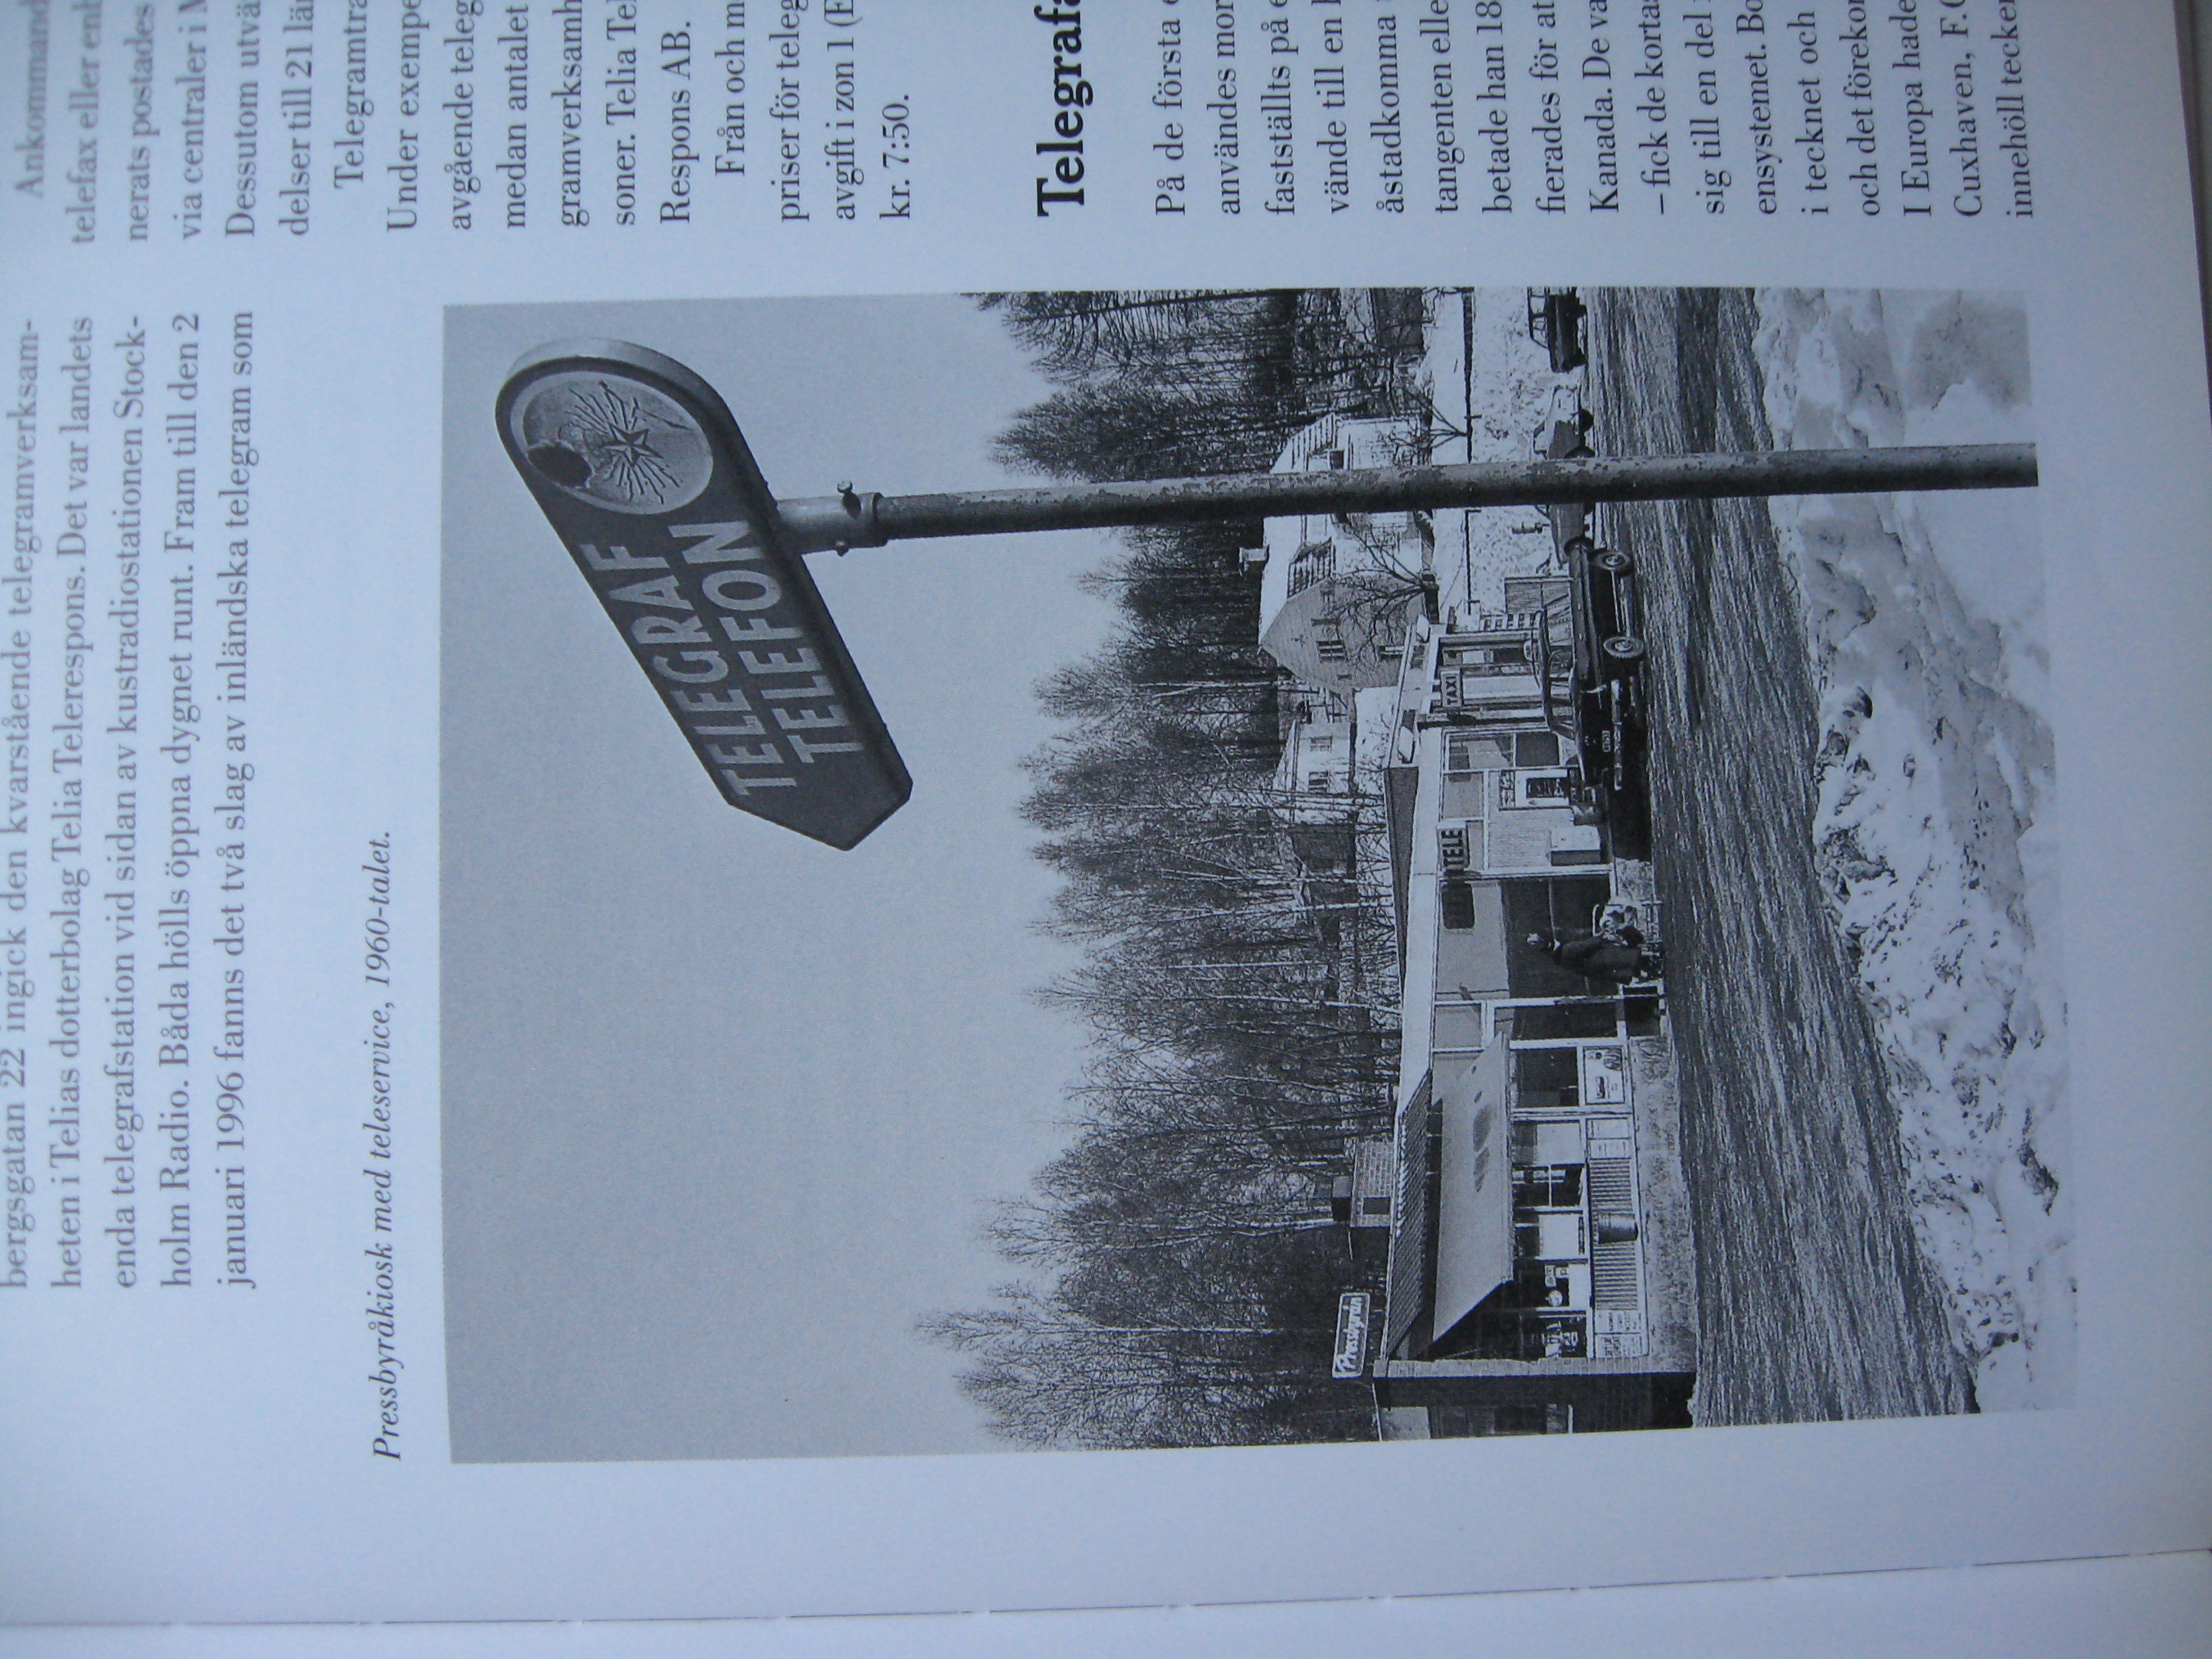 bergsgatan 22 ingick den kvarstående telegramverksam-
heten i Telias dotterbolag Telia Telerespons. Det var landets
enda telegrafstation vid sidan av kustradiostationen Stock-
holm Radio. Båda hölls öppna dygnet runt. Fram till den 2
januari 1996 fanns det två slag av inländska telegram som
Pressbyråkiosk med teleservice, 1960-talet.
TELEGRAF
TELEFON
TAXI
TELE
Pressbyrån
Ankommand
telefax eller enh
nerats postades
via centraler i M
Dessutom utvä
delser till 21 län
Telegramtra
Under exempe
avgående teleg
medan antalet
gramverksamh
soner. Telia Te
Respons AB.
Från och m
priser för teleg
avgift i zon 1 (E
kr. 7:50.
Telegrafa
På de första
användes mor
fastställts på
vände till en
åstadkomma
tangenten elle
betade han 18
fierades för at
Kanada. De va
– fick de korta
sig till en del
ensystemet. Bo
i tecknet och
och det förekom
I Europa hade
Cuxhaven, F.C
innehöll tecken